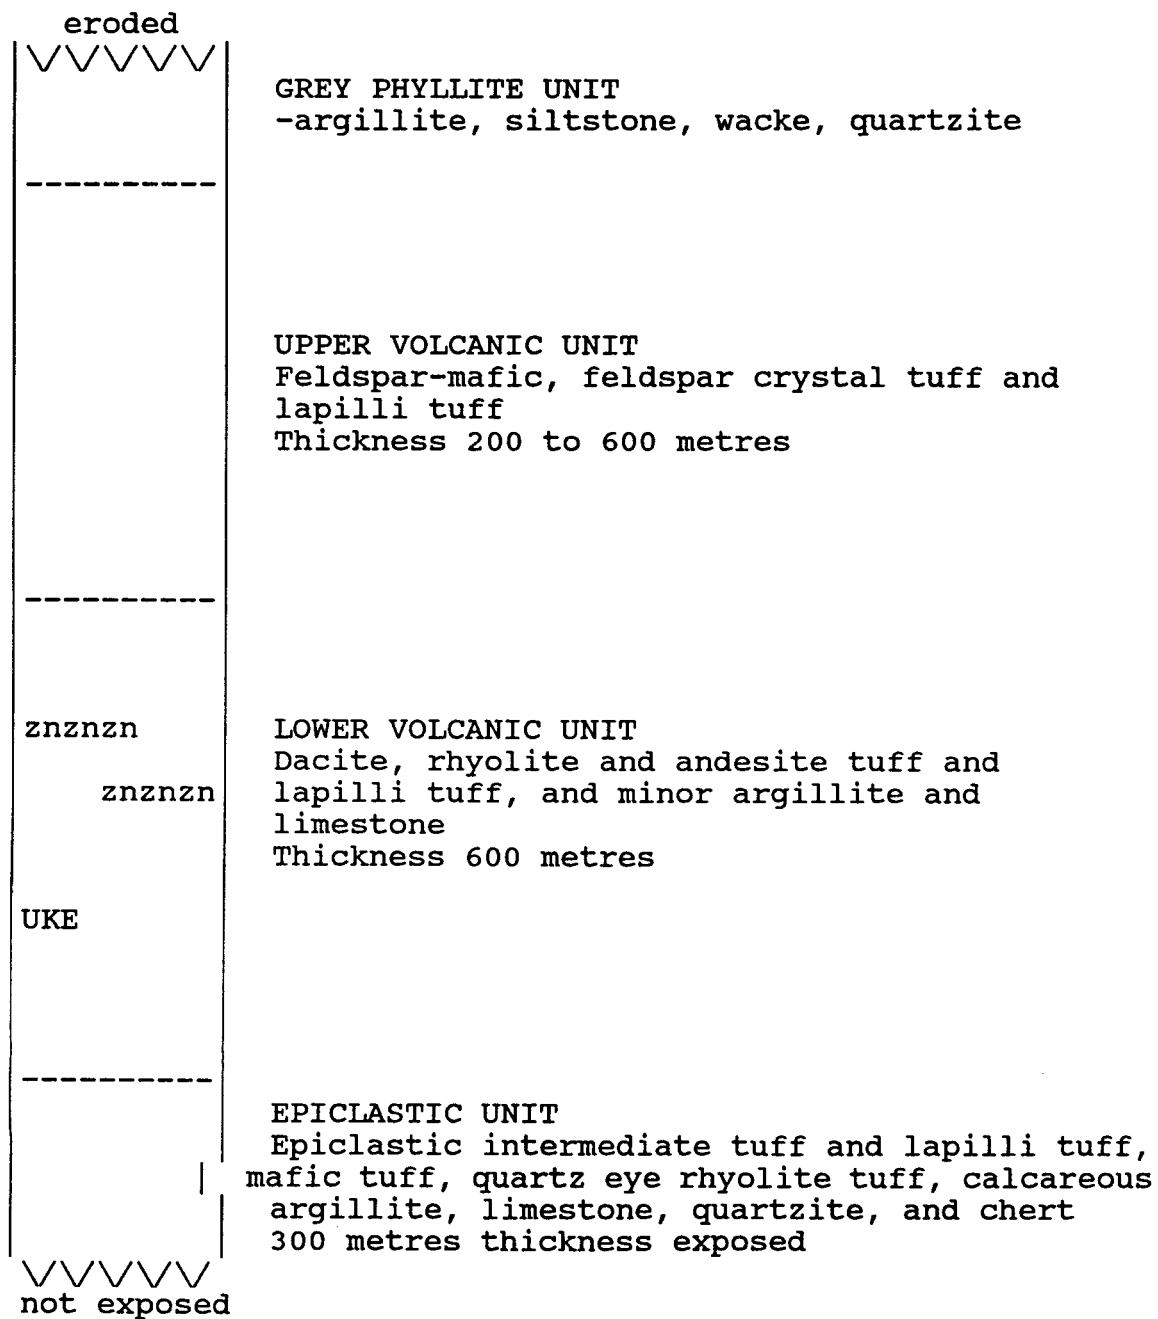 eroded
GREY PHYLLITE UNIT
-argillite, siltstone, wacke, quartzite
UPPER VOLCANIC UNIT
Feldspar-mafic, feldspar crystal tuff and
lapilli tuff
Thickness 200 to 600 metres
znznzn
LOWER VOLCANIC UNIT
Dacite, rhyolite and andesite tuff and
znznzn
lapilli tuff, and minor argillite and
limestone
Thickness 600 metres
UKE
EPICLASTIC UNIT
Epiclastic intermediate tuff and lapilli tuff,
mafic tuff, quartz eye rhyolite tuff, calcareous
argillite, limestone, quartzite, and chert
300 metres thickness exposed
not exposed